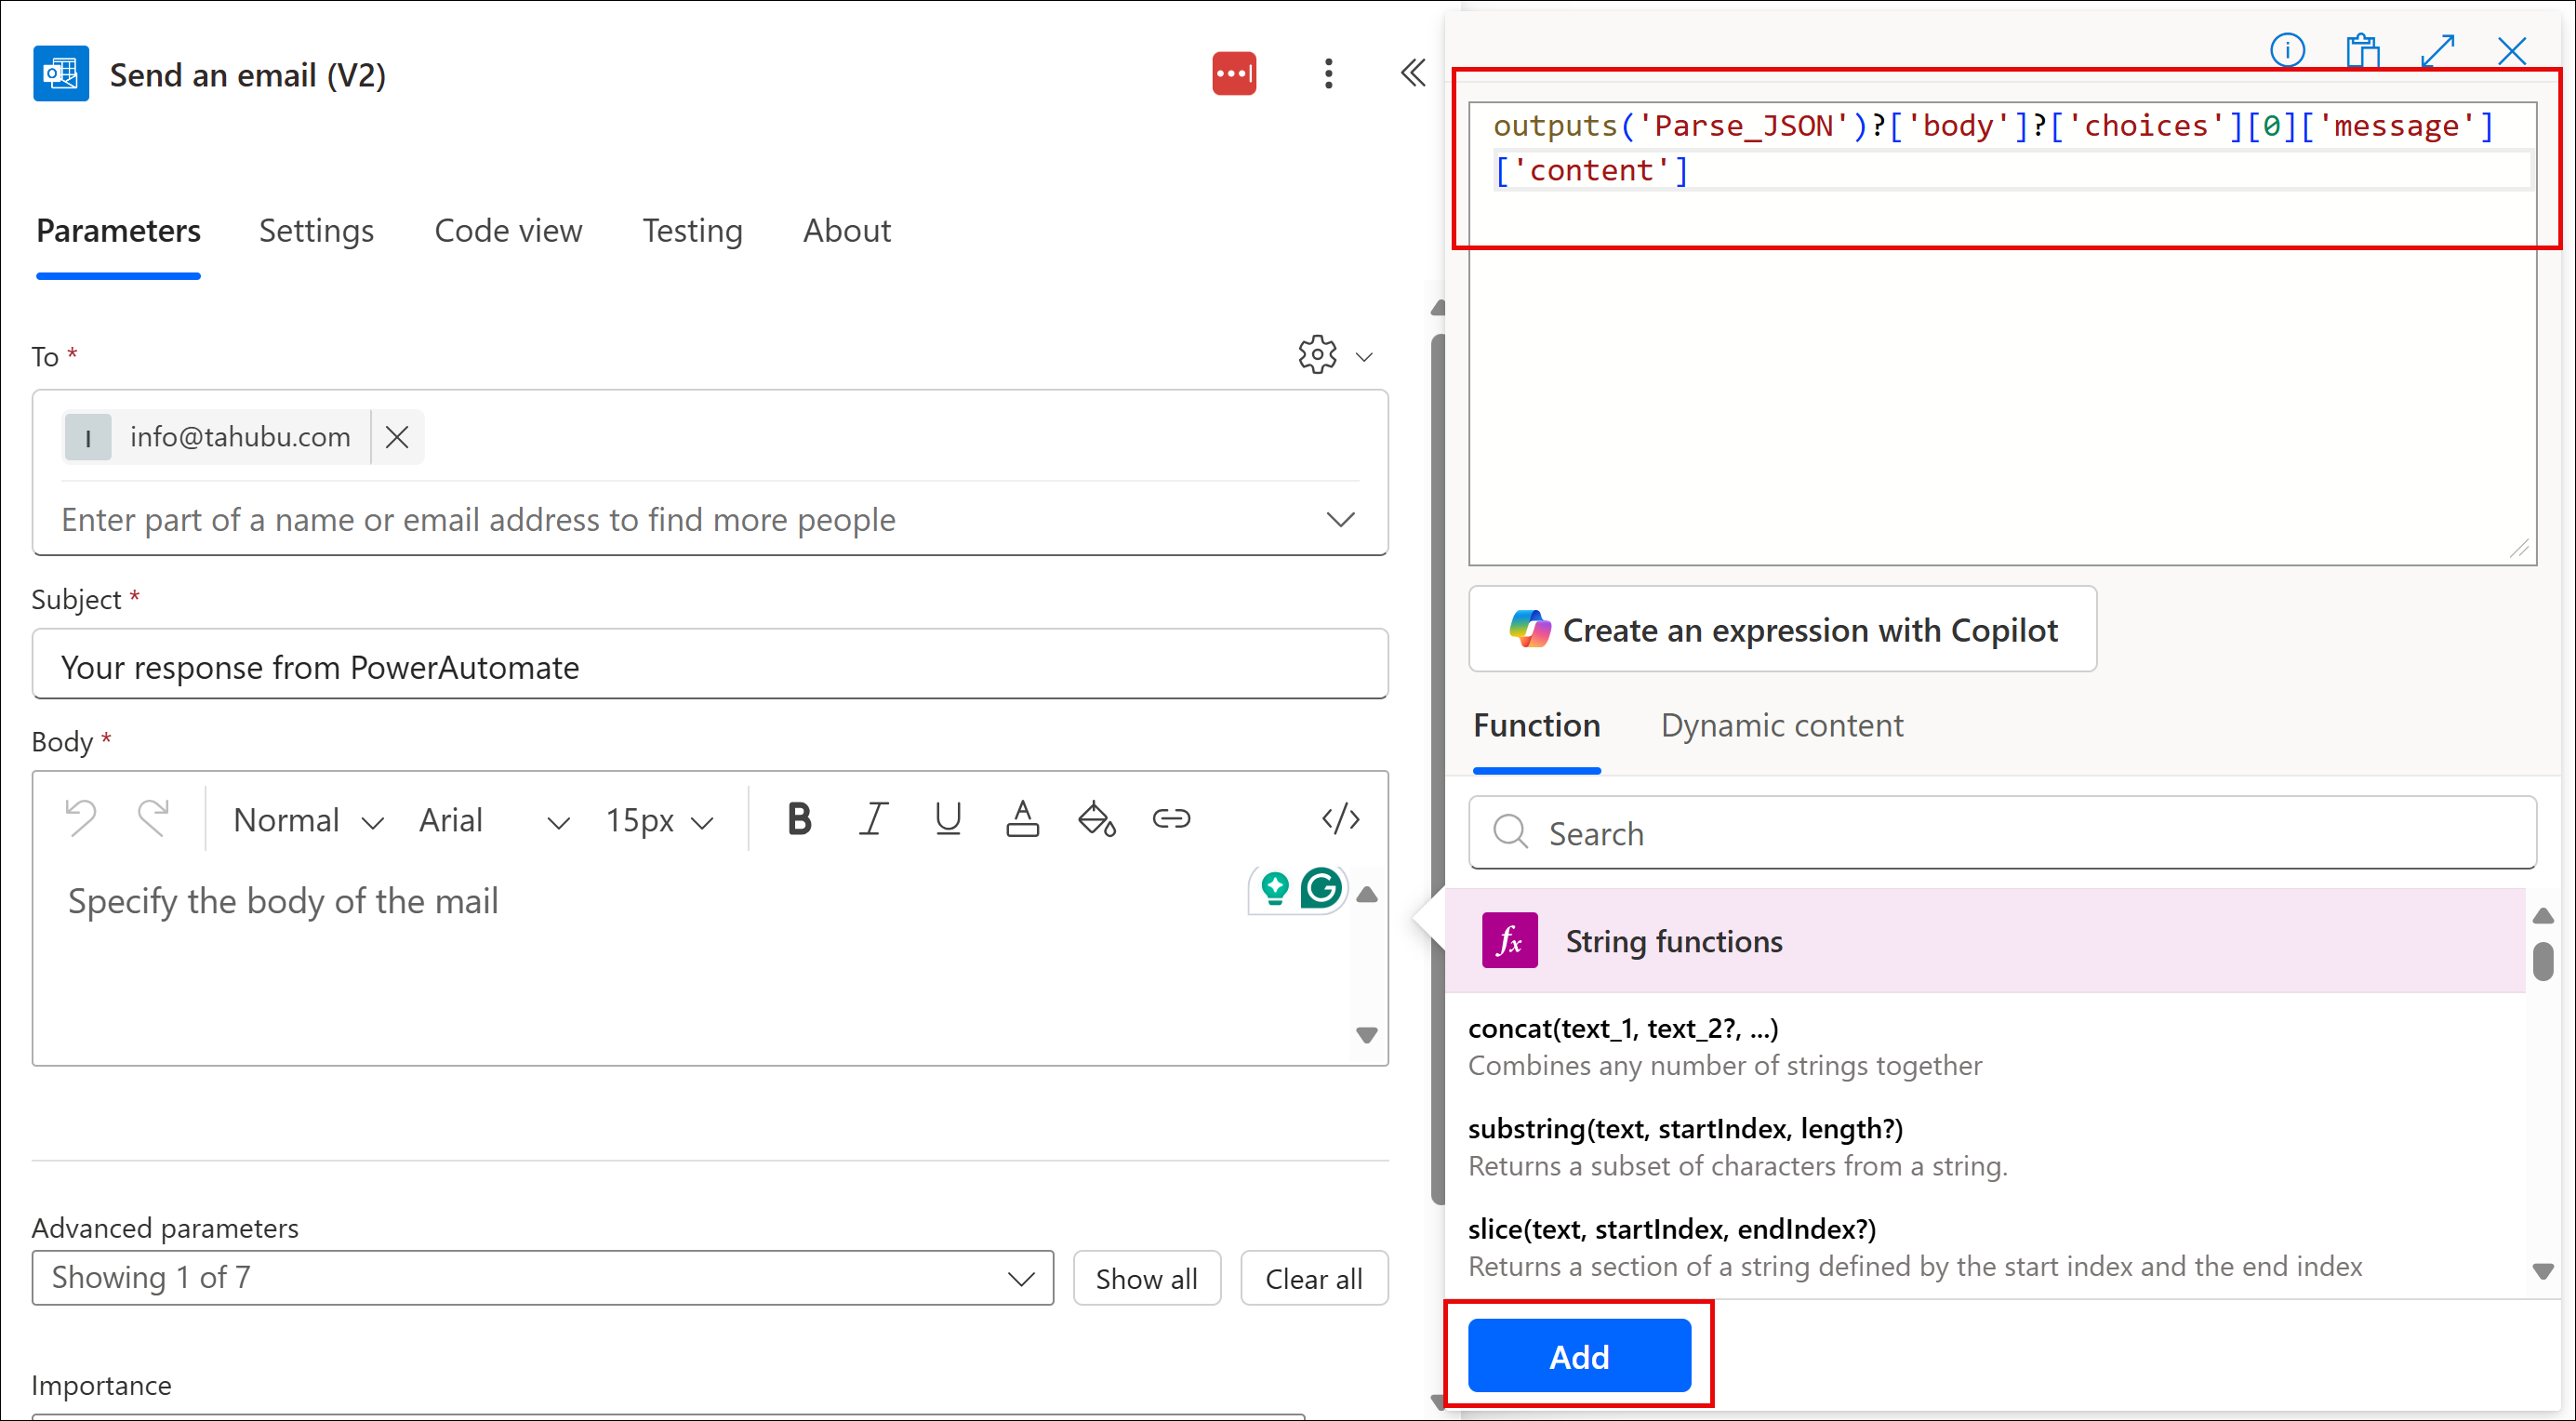 Send an email (V2)
Parameters
Settings
Code view
Testing
About
To *
I
info@tahubu.com
Enter part of a name or email address to find more people
Subject *
Your response from PowerAutomate
Body *
Normal
Arial
15px
B
I
U
A
</>
Specify the body of the mail
G
Advanced parameters
Showing 1 of 7
Show all
Clear all
Importance
outputs('Parse_JSON')?['body']?['choices'][0]['message']
['content']
Create an expression with Copilot
Function
Dynamic content
Search
fx
String functions
concat(text_1, text_2?, ...)
Combines any number of strings together
substring(text, startIndex, length?)
Returns a subset of characters from a string.
slice(text, startIndex, endIndex?)
Returns a section of a string defined by the start index and the end index
Add